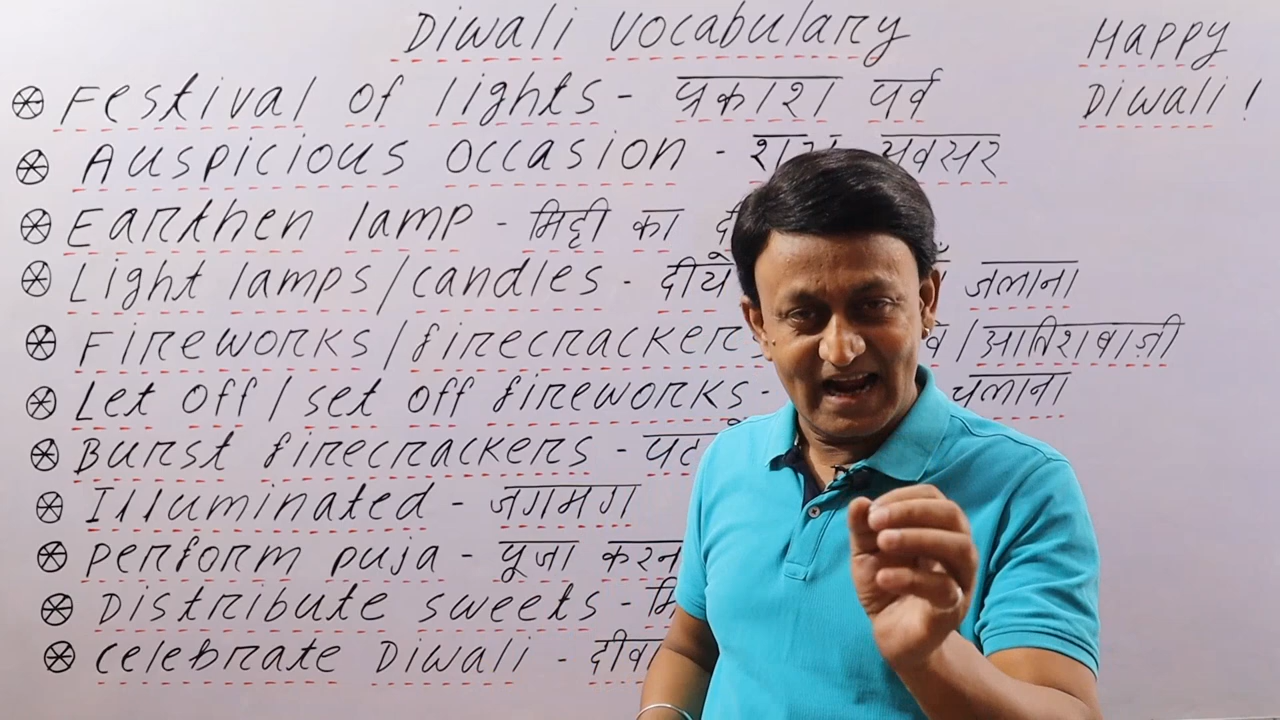 Diwali vocabulary
Happy
Diwali !
Festival of lights - प्रकाश पर्व
Auspicious occasion - अवसर
Earthen lamp - मिट्टी का
Light lamps/candles - दीये जलाना
Fireworks/firecrackers / आतिशबाज़ी
Let off/set off fireworks - चलाना
Burst firecrackers -
Illuminated - जगमग
Perform puja - पूजा
Distribute sweets -
Celebrate Diwali -